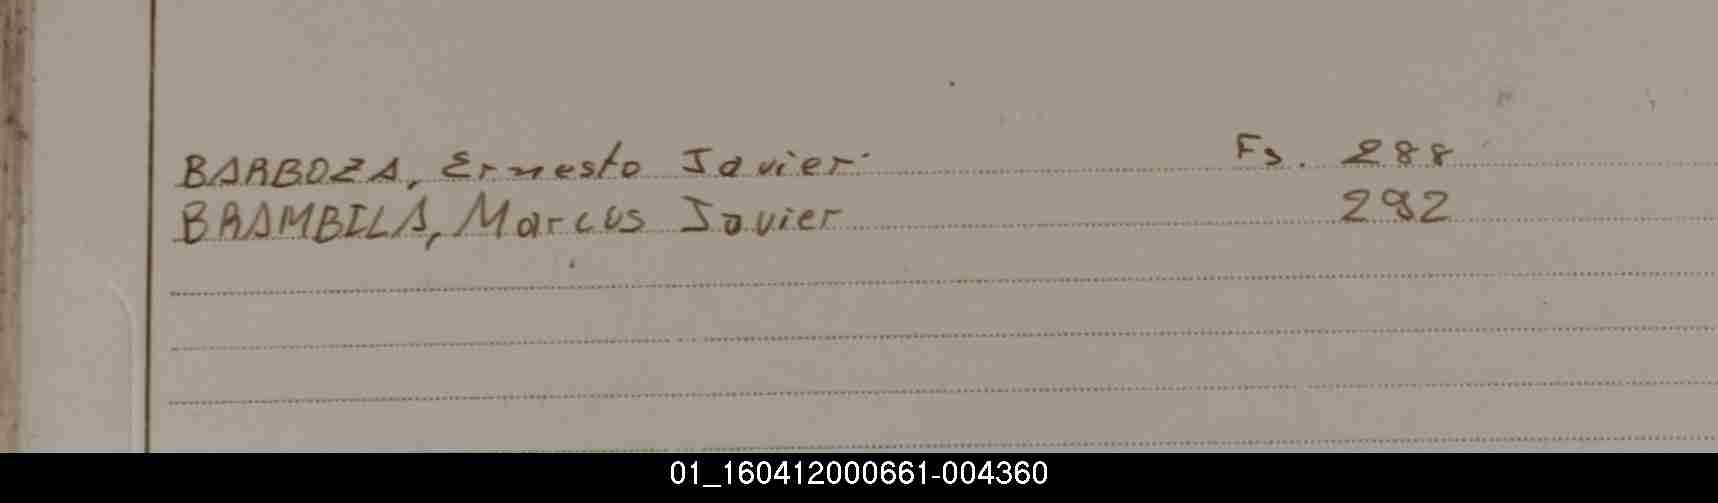 BARBOZA, Ernesto Javier Fs. 288
BRAMBILA, Marcos Javier 292
01_160412000661-004360